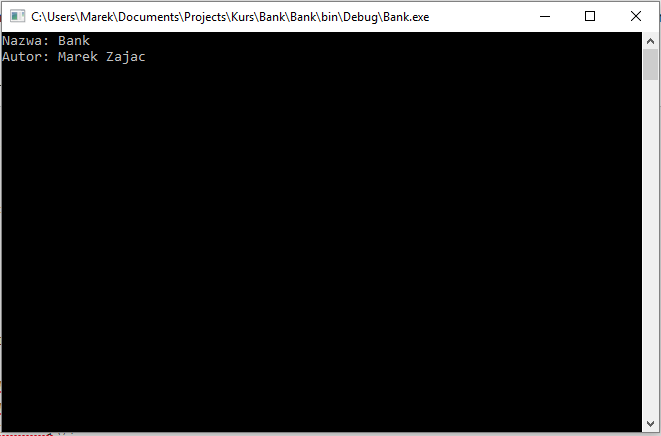 C:\Users\Marek\Documents\Projects\Kurs\Bank\Bank\bin\Debug\Bank.exe
Nazwa: Bank
Autor: Marek Zajac